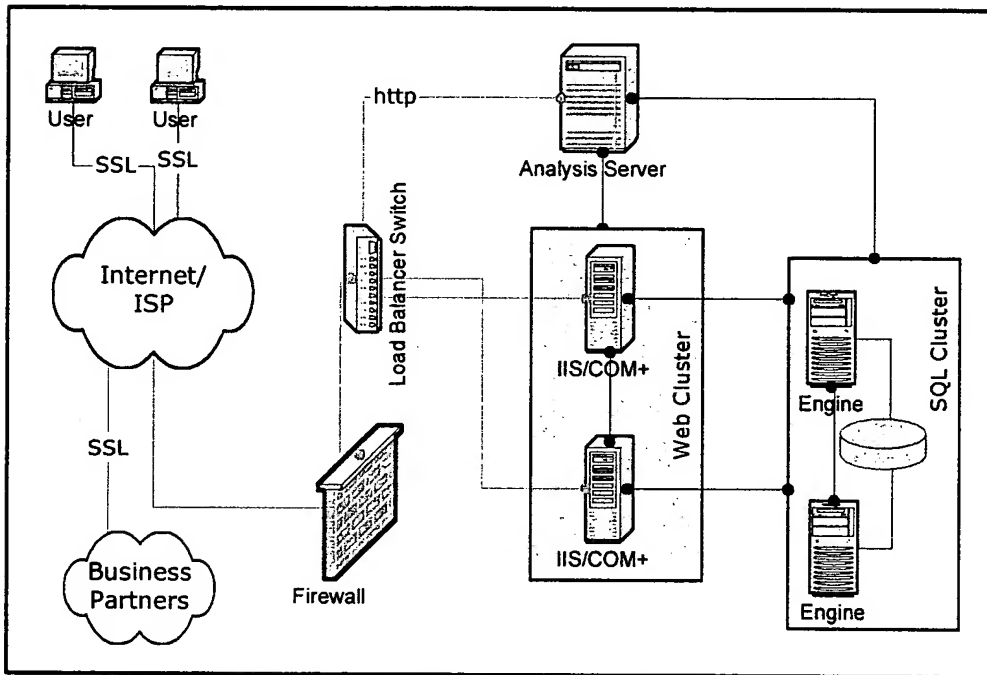 User
User
SSL
SSL
http
Analysis Server
Internet/
ISP
Load Balancer Switch
IIS/COM+
Web Cluster
Engine
SQL Cluster
SSL
IIS/COM+
Business
Partners
Firewall
Engine